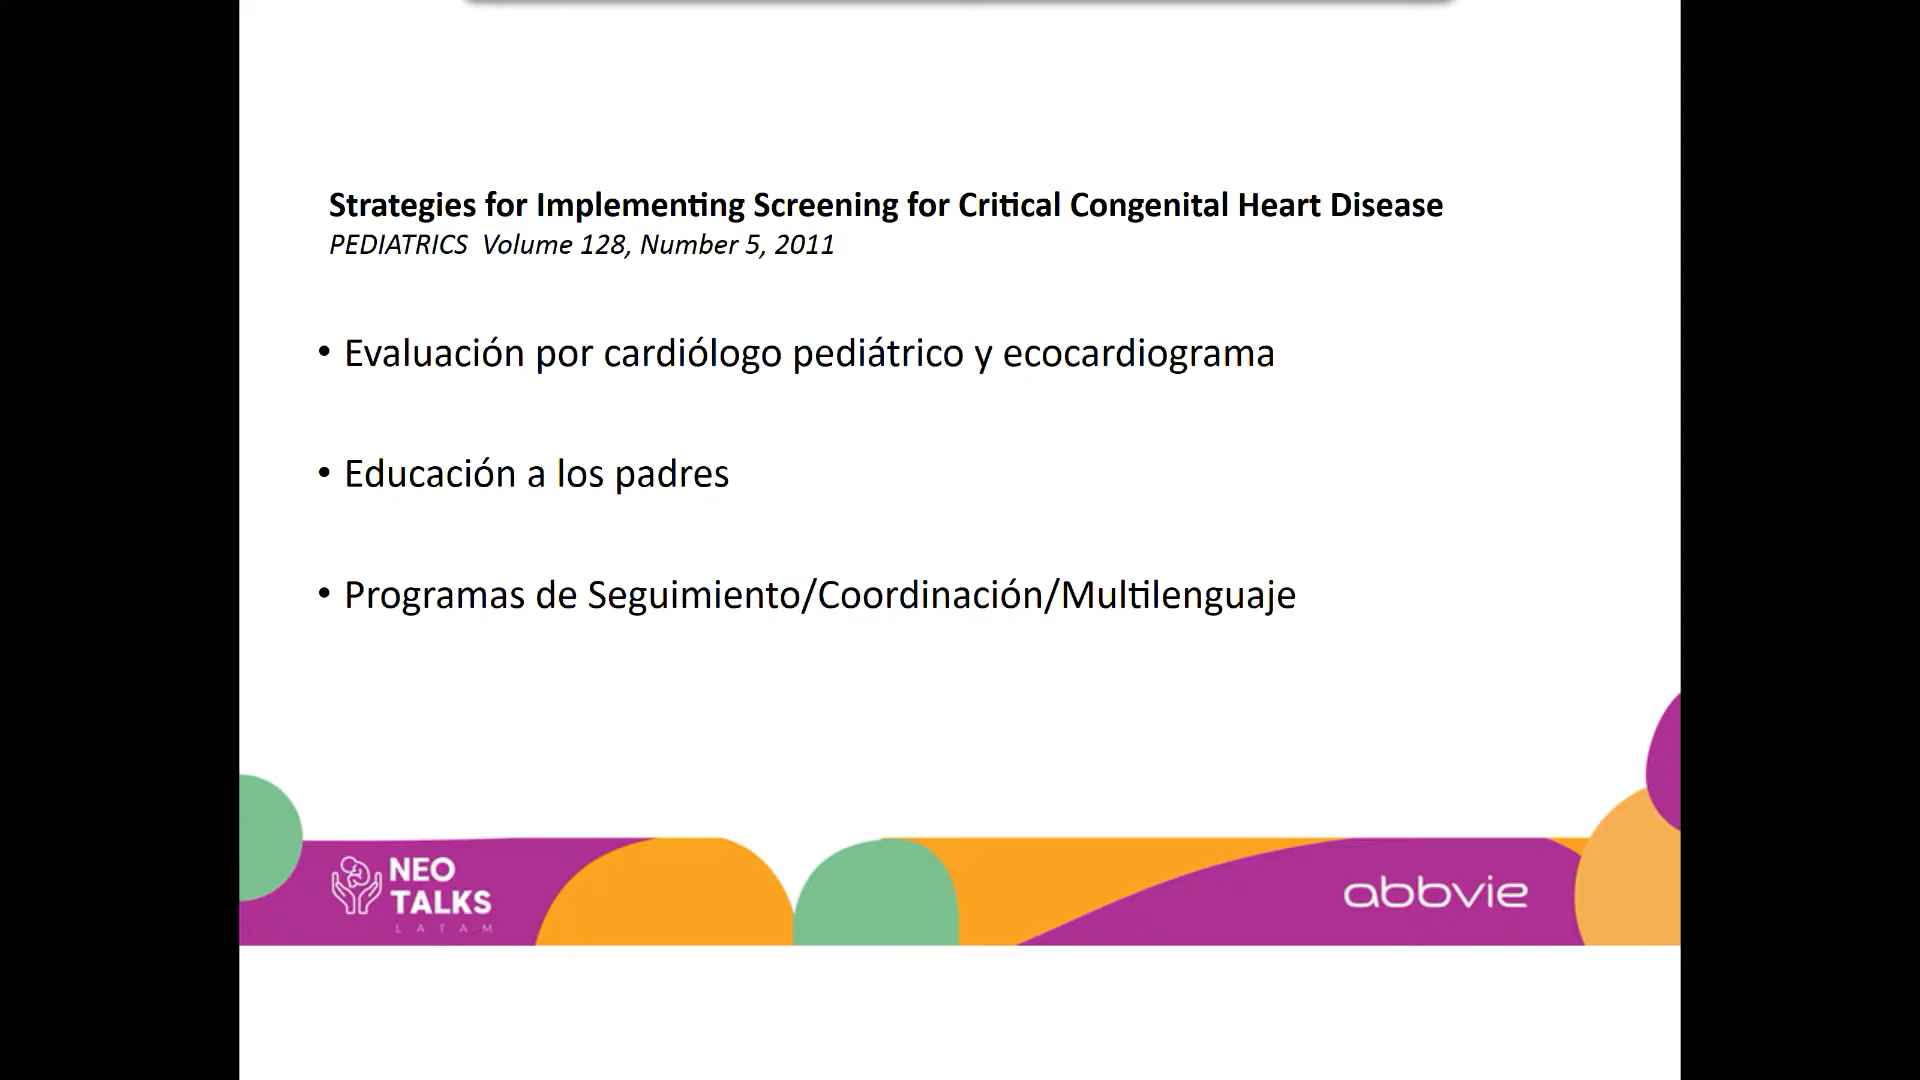 Strategies for Implementing Screening for Critical Congenital Heart Disease
PEDIATRICS Volume 128, Number 5, 2011
• Evaluación por cardiólogo pediátrico y ecocardiograma
• Educación a los padres
• Programas de Seguimiento/Coordinación/Multilenguaje
NEO
TALKS
LATAM
abbvie